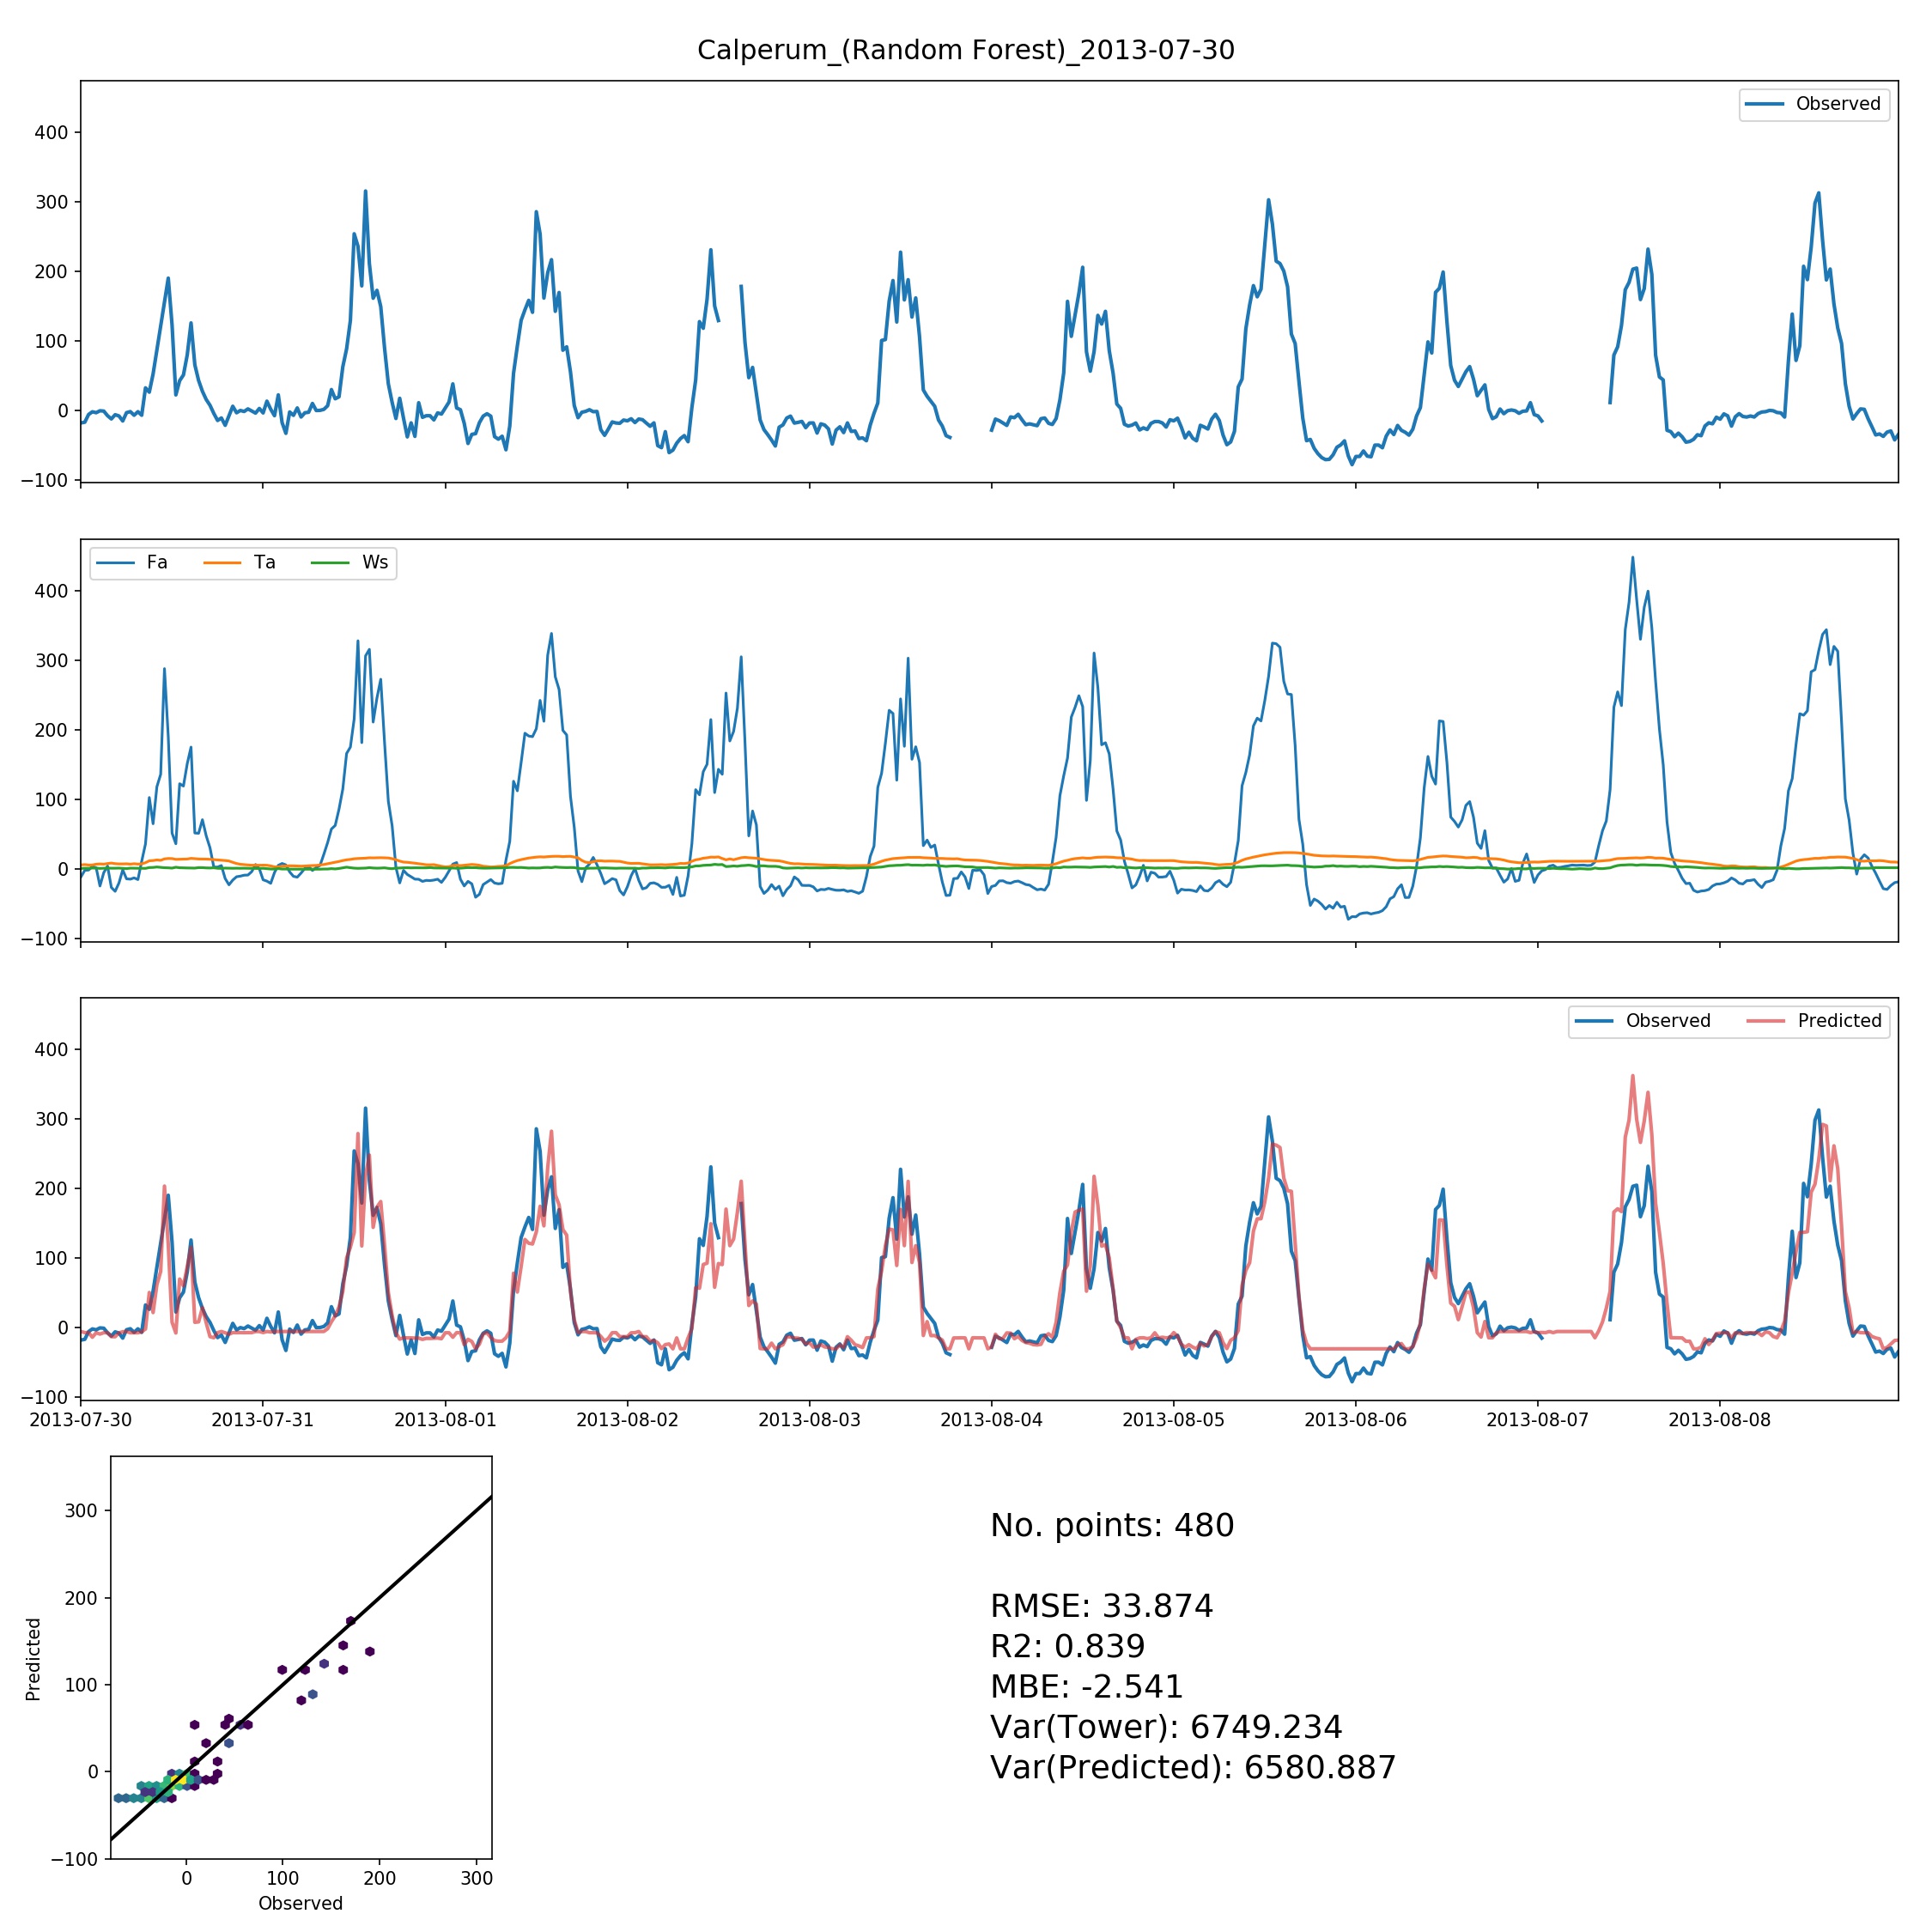 Calperum_(Random Forest)_2013-07-30
Observed
400
300
200
100
0
−100
Fa Ta Ws
400
300
200
100
0
−100
Observed Predicted
400
300
200
100
0
−100
2013-07-30 2013-07-31 2013-08-01 2013-08-02 2013-08-03 2013-08-04 2013-08-05 2013-08-06 2013-08-07 2013-08-08
Predicted
300
200
100
0
−100
0 100 200 300
Observed
No. points: 480
RMSE: 33.874
R2: 0.839
MBE: -2.541
Var(Tower): 6749.234
Var(Predicted): 6580.887